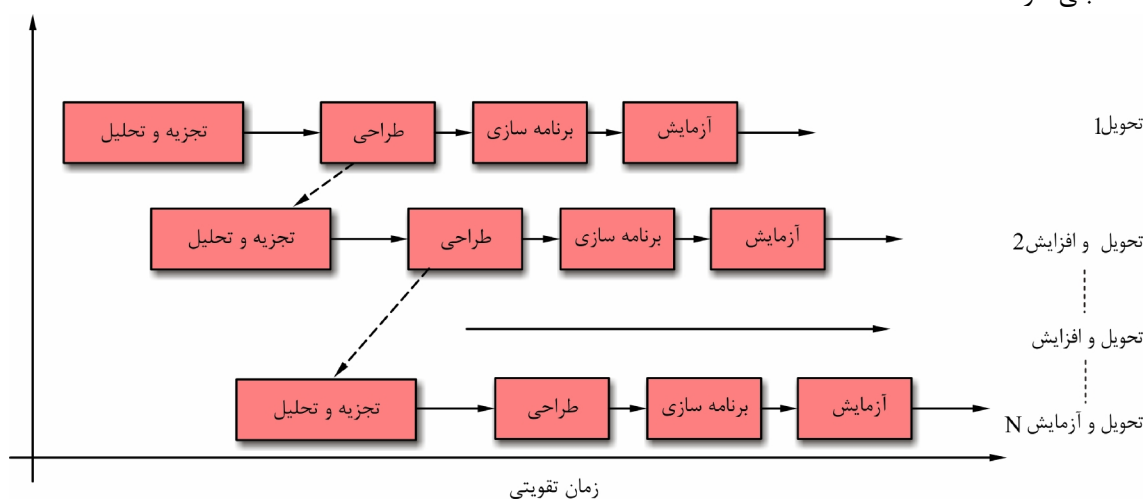 تجزیه و تحلیل
طراحی
برنامه سازی
آزمایش
تحویل1
تجزیه و تحلیل
طراحی
برنامه سازی
آزمایش
تحویل و افزایش2
تحویل و افزایش
تجزیه و تحلیل
طراحی
برنامه سازی
آزمایش
تحویل و آزمایش N
زمان تقویتی